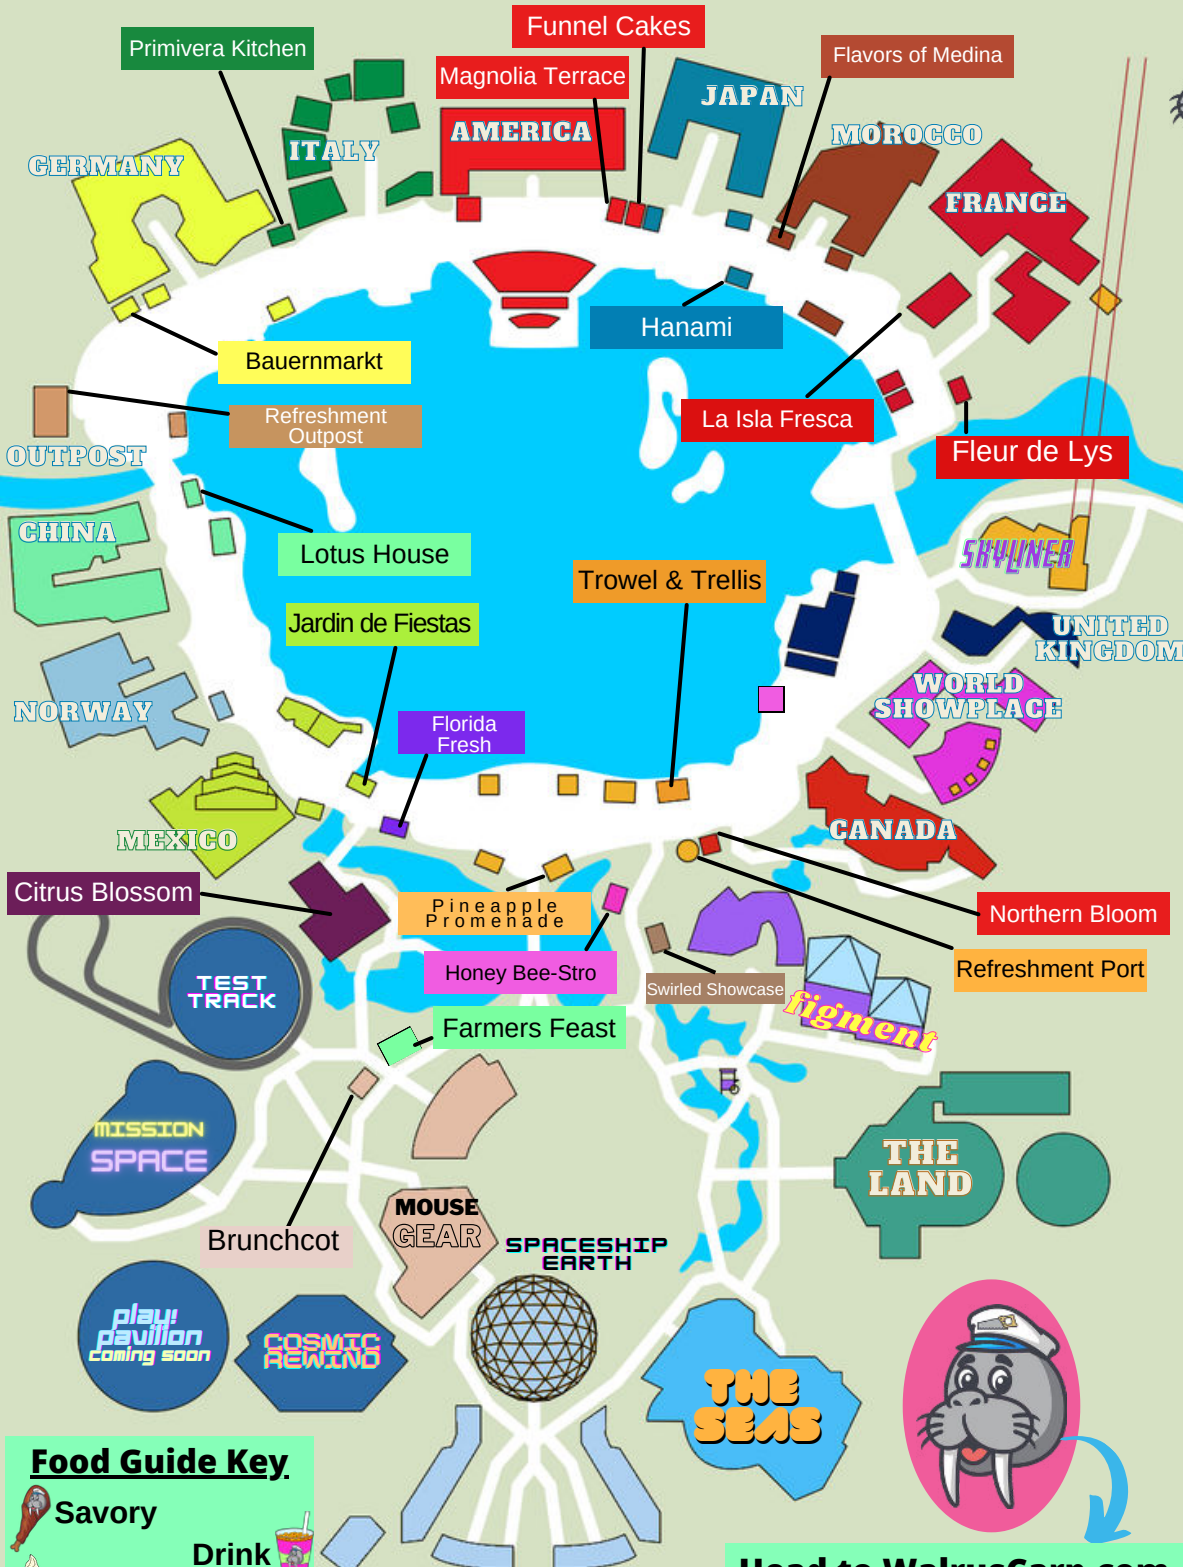 Funnel Cakes
Primivera Kitchen
Flavors of Medina
Magnolia Terrace
JAPAN
AMERICA
MOROCCO
ITALY
GERMANY
FRANCE
Hanami
Bauernmarkt
La Isla Fresca
Refreshment
Outpost
Fleur de Lys
OUTPOST
CHINA
Lotus House
SKYLINER
Trowel & Trellis
Jardin de Fiestas
UNITED
KINGDOM
WORLD
SHOWPLACE
NORWAY
Florida
Fresh
MEXICO
CANADA
Citrus Blossom
Pineapple
Promenade
Northern Bloom
Honey Bee-Stro
Refreshment Port
Swirled Showcase
TEST
TRACK
figment
Farmers Feast
MISSION
SPACE
THE
LAND
MOUSE
GEAR
Brunchcot
SPACESHIP
EARTH
play!
pavilion
coming soon
COSMIC
REWIND
THE
SEAS
Food Guide Key
Savory
Drink
Head to WalrusCarp.com